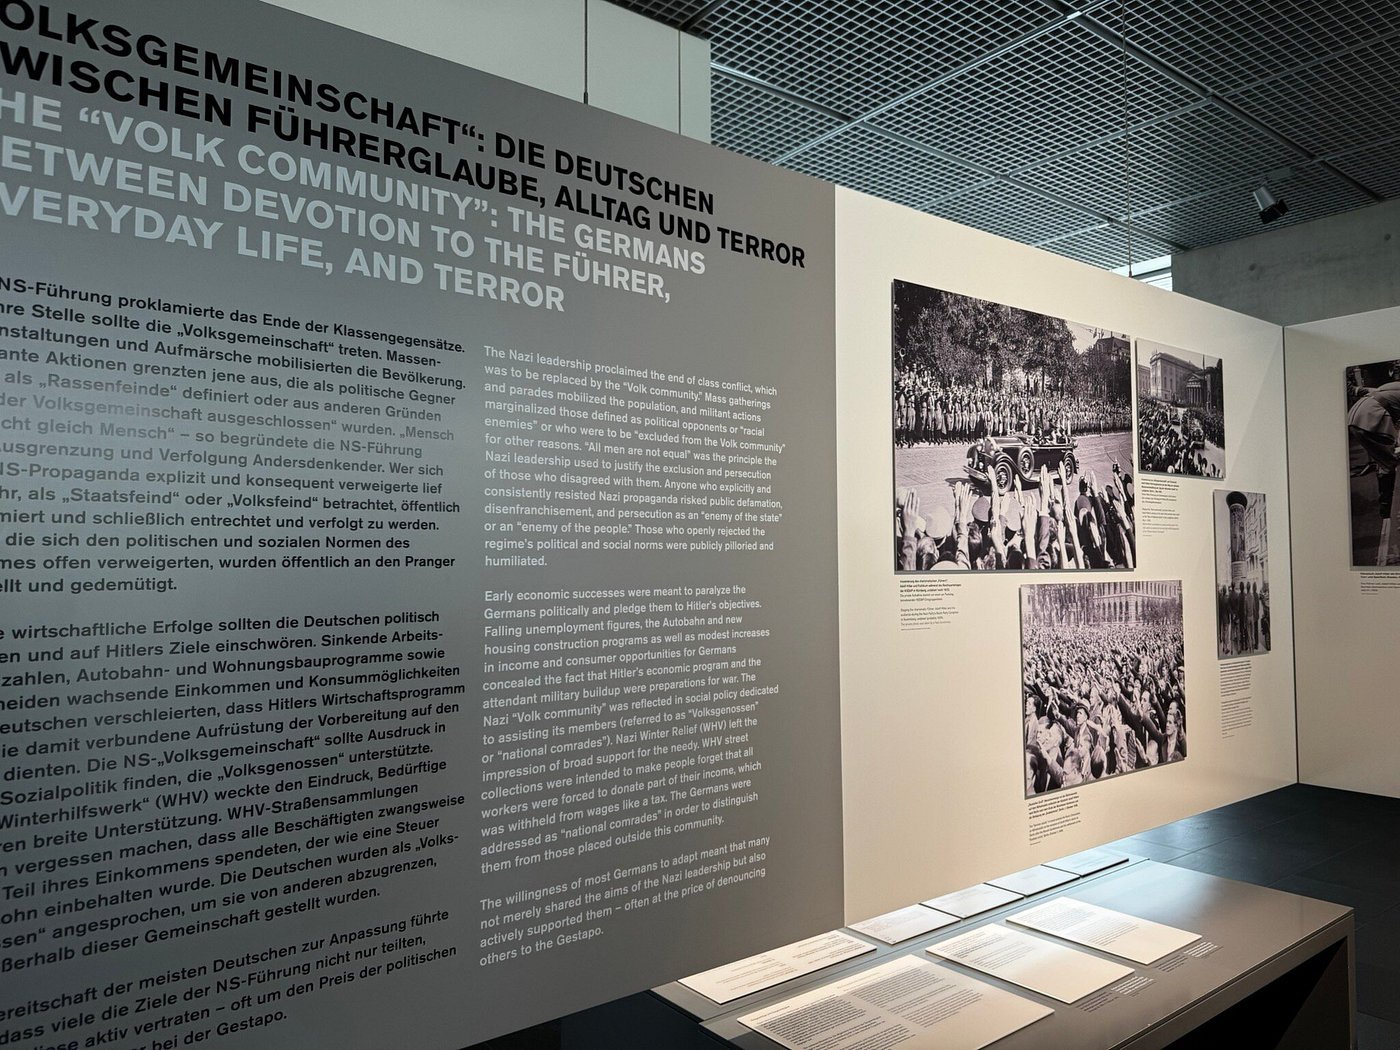 OLKSGEMEINSCHAFT“: DIE DEUTSCHEN
WISCHEN FÜHRERGLAUBE, ALLTAG UND TERROR
HE “VOLK COMMUNITY”: THE GERMANS
ETWEEN DEVOTION TO THE FÜHRER,
VERYDAY LIFE, AND TERROR
NS-Führung proklamierte das Ende der Klassengegensätze.
hre Stelle sollte die „Volksgemeinschaft“ treten. Massen-
nstaltungen und Aufmärsche mobilisierten die Bevölkerung.
ante Aktionen grenzten jene aus, die als politische Gegner
als „Rassenfeinde“ definiert oder aus anderen Gründen
der Volksgemeinschaft ausgeschlossen“ wurden. „Mensch
icht gleich Mensch“ – so begründete die NS-Führung
Ausgrenzung und Verfolgung Andersdenkender. Wer sich
NS-Propaganda explizit und konsequent verweigerte lief
hr, als „Staatsfeind“ oder „Volksfeind“ betrachtet, öffentlich
miert und schließlich entrechtet und verfolgt zu werden.
die sich den politischen und sozialen Normen des
mes offen verweigerten, wurden öffentlich an den Pranger
ellt und gedemütigt.
e wirtschaftliche Erfolge sollten die Deutschen politisch
en und auf Hitlers Ziele einschwören. Sinkende Arbeits-
zahlen, Autobahn- und Wohnungsbauprogramme sowie
heiden wachsende Einkommen und Konsummöglichkeiten
eutschen verschleierten, dass Hitlers Wirtschaftsprogramm
ie damit verbundene Aufrüstung der Vorbereitung auf den
dienten. Die NS-„Volksgemeinschaft“ sollte Ausdruck in
Sozialpolitik finden, die „Volksgenossen“ unterstützte.
Winterhilfswerk“ (WHV) weckte den Eindruck, Bedürftige
ren breite Unterstützung. WHV-Straßensammlungen
n vergessen machen, dass alle Beschäftigten zwangsweise
Teil ihres Einkommens spendeten, der wie eine Steuer
ohn einbehalten wurde. Die Deutschen wurden als „Volks-
ssen“ angesprochen, um sie von anderen abzugrenzen,
ßerhalb dieser Gemeinschaft gestellt wurden.
ereitschaft der meisten Deutschen zur Anpassung führte
dass viele die Ziele der NS-Führung nicht nur teilten,
diese aktiv vertraten – oft um den Preis der politischen
bei der Gestapo.
The Nazi leadership proclaimed the end of class conflict, which
was to be replaced by the “Volk community.” Mass gatherings
and parades mobilized the population, and militant actions
marginalized those defined as political opponents or “racial
enemies” or who were to be “excluded from the Volk community”
for other reasons. “All men are not equal” was the principle the
Nazi leadership used to justify the exclusion and persecution
of those who disagreed with them. Anyone who explicitly and
consistently resisted Nazi propaganda risked public defamation,
disenfranchisement, and persecution as an “enemy of the state”
or an “enemy of the people.” Those who openly rejected the
regime’s political and social norms were publicly pilloried and
humiliated.
Early economic successes were meant to paralyze the
Germans politically and pledge them to Hitler’s objectives.
Falling unemployment figures, the Autobahn and new
housing construction programs as well as modest increases
in income and consumer opportunities for Germans
concealed the fact that Hitler’s economic program and the
attendant military buildup were preparations for war. The
Nazi “Volk community” was reflected in social policy dedicated
to assisting its members (referred to as “Volksgenossen”
or “national comrades”). Nazi Winter Relief (WHV) left the
impression of broad support for the needy. WHV street
collections were intended to make people forget that all
workers were forced to donate part of their income, which
was withheld from wages like a tax. The Germans were
addressed as “national comrades” in order to distinguish
them from those placed outside this community.
The willingness of most Germans to adapt meant that many
not merely shared the aims of the Nazi leadership but also
actively supported them – often at the price of denouncing
others to the Gestapo.